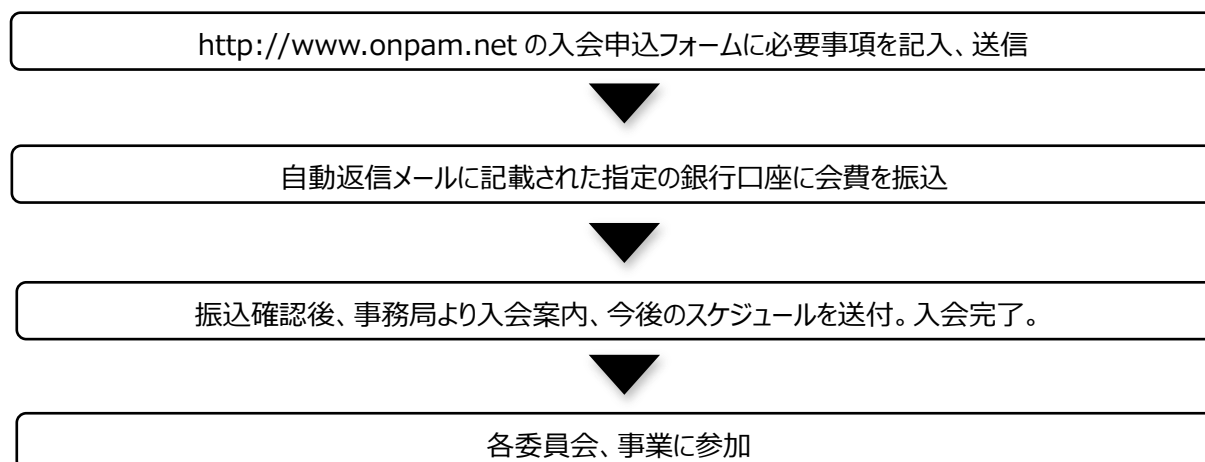 http://www.onpam.net の入会申込フォームに必要事項を記入、送信
自動返信メールに記載された指定の銀行口座に会費を振込
振込確認後、事務局より入会案内、今後のスケジュールを送付。入会完了。
各委員会、事業に参加